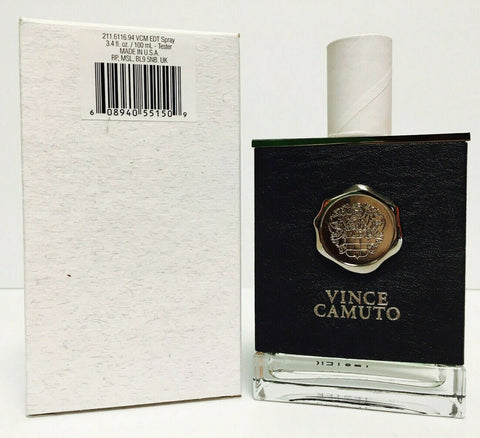 211.6116.94 VCM EDT Spray
3.4 fl. oz. / 100 mL - Tester
MADE IN U.S.A.
RP, MSL, BL9 5NB. UK
6 08940 55150 9
VINCE
CAMUTO